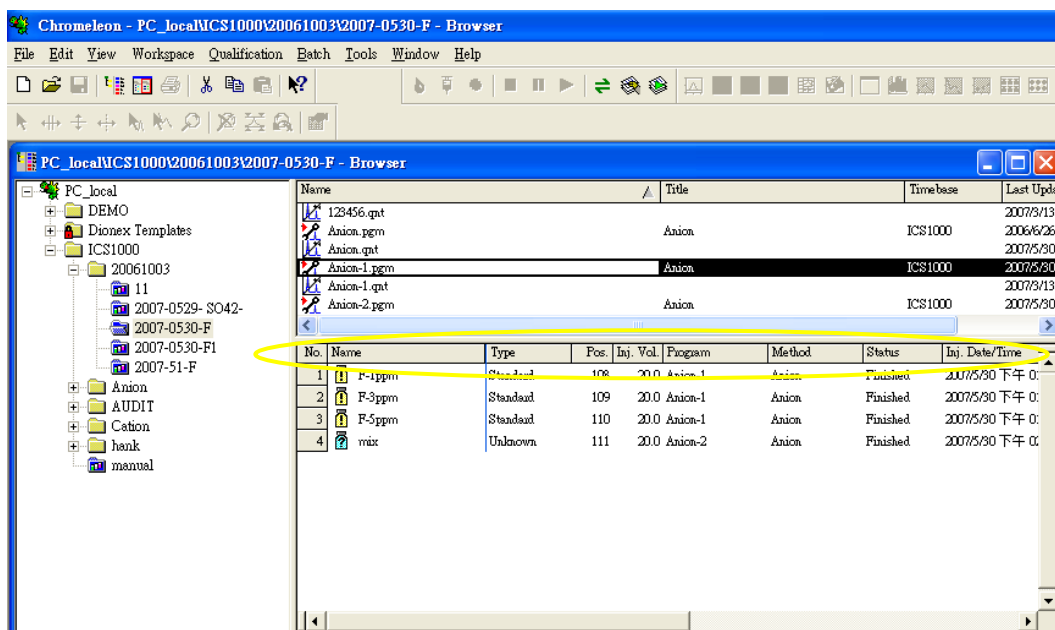 Chromeleon - PC_local\ICS1000\20061003\2007-0530-F - Browser
File Edit View Workspace Qualification Batch Tools Window Help
PC_local\ICS1000\20061003\2007-0530-F - Browser
PC_local
DEMO
Dionex Templates
ICS1000
20061003
11
2007-0529- SO42-
2007-0530-F
2007-0530-F1
2007-51-F
Anion
AUDIT
Cation
hank
manual
Name Title Timebase Last Upda
123456.qnt 2007/3/13
Anion.pgm Anion ICS1000 2006/6/26
Anion.qnt 2007/5/30
Anion-1.pgm Anion ICS1000 2007/5/30
Anion-1.qnt 2007/3/13
Anion-2.pgm Anion ICS1000 2007/5/30
No. Name Type Pos. Inj. Vol. Program Method Status Inj. Date/Time
1 F-1ppm Standard 108 20.0 Anion-1 Anion Finished 2007/5/30 下午 0
2 F-3ppm Standard 109 20.0 Anion-1 Anion Finished 2007/5/30 下午 0
3 F-5ppm Standard 110 20.0 Anion-1 Anion Finished 2007/5/30 下午 0
4 mix Unknown 111 20.0 Anion-2 Anion Finished 2007/5/30 下午 0